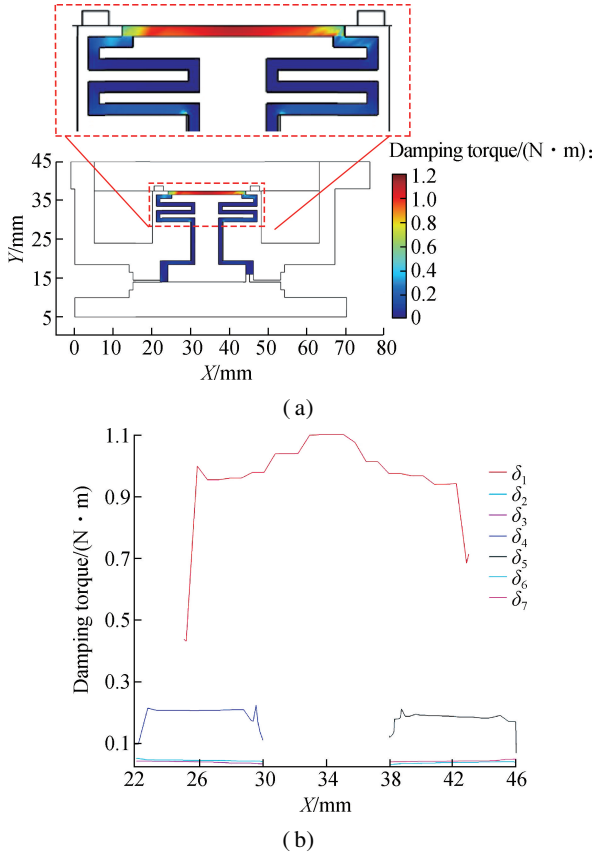 Damping torque/(N·m):
45
35
25
15
5
Y/mm
0 10 20 30 40 50 60 70 80
X/mm
1.2
1.0
0.8
0.6
0.4
0.2
0
(a)
1.1
0.9
0.7
0.5
0.3
0.1
Damping torque/(N·m)
22 26 30 34 38 42 46
X/mm
δ1
δ2
δ3
δ4
δ5
δ6
δ7
(b)